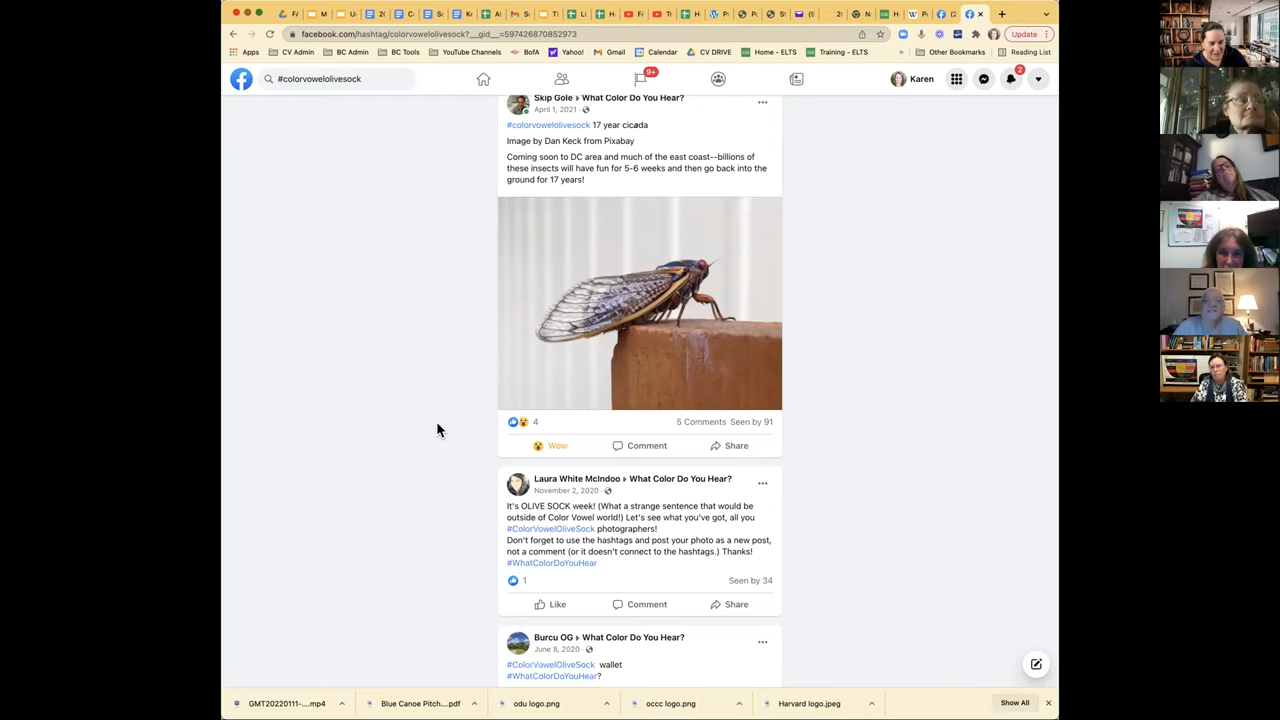 facebook.com/hashtag/colorvowelolivesock?__gid__=597426870852973
Update
Apps
CV Admin
BC Admin
BC Tools
YouTube Channels
BofA
Yahoo!
Gmail
Calendar
CV DRIVE
Home - ELTS
Training - ELTS
»
Other Bookmarks
Reading List
#colorvowelolivesock
9+
Karen
2
Skip Gole ▸ What Color Do You Hear?
April 1, 2021 ·
#colorvowelolivesock 17 year cicada
Image by Dan Keck from Pixabay
Coming soon to DC area and much of the east coast--billions of
these insects will have fun for 5-6 weeks and then go back into the
ground for 17 years!
4
5 Comments Seen by 91
Wow
Comment
Share
Laura White McIndoo ▸ What Color Do You Hear?
November 2, 2020 ·
It's OLIVE SOCK week! (What a strange sentence that would be
outside of Color Vowel world!) Let's see what you've got, all you
#ColorVowelOliveSock photographers!
Don't forget to use the hashtags and post your photo as a new post,
not a comment (or it doesn't connect to the hashtags.) Thanks!
#WhatColorDoYouHear
1
Seen by 34
Like
Comment
Share
Burcu OG ▸ What Color Do You Hear?
June 8, 2020 ·
#ColorVowelOliveSock wallet
#WhatColorDoYouHear?
GMT20220111-....mp4
Blue Canoe Pitch....pdf
odu logo.png
occc logo.png
Harvard logo.jpeg
Show All